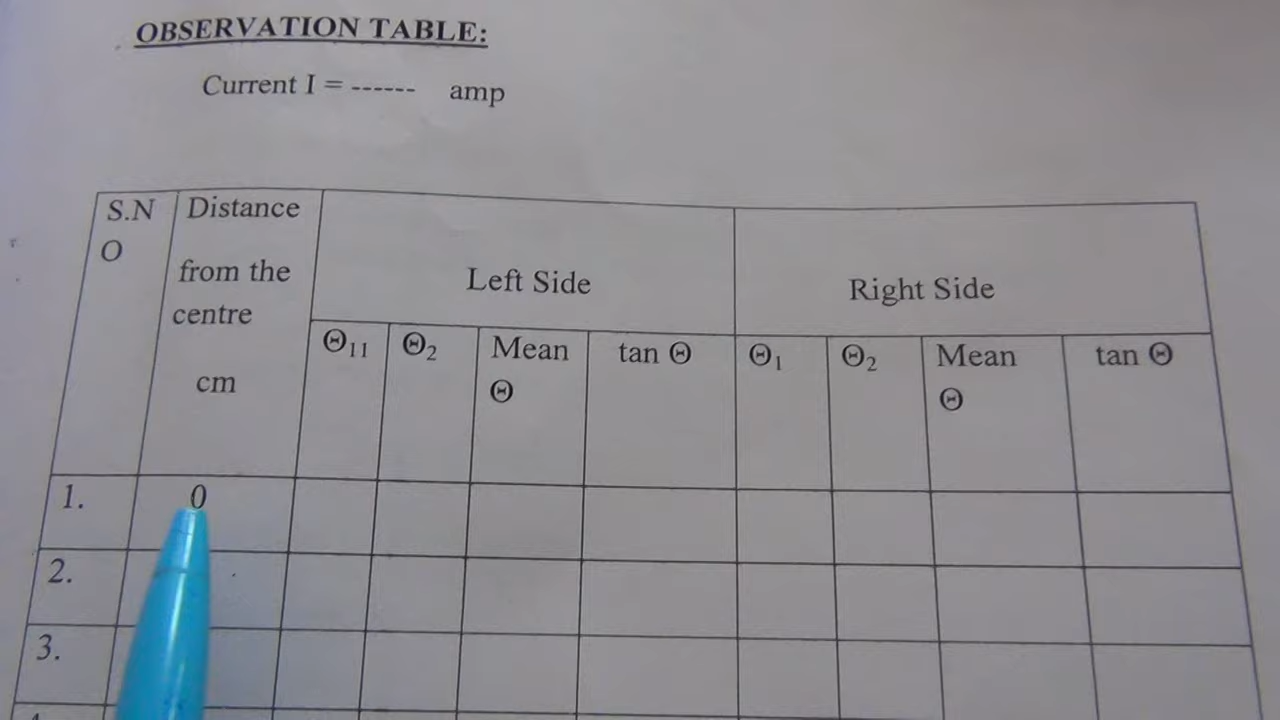 OBSERVATION TABLE:
Current I = ------ amp
S.N
O
Distance
from the
centre
cm
Left Side
Right Side
Θ₁₁
Θ₂
Mean
Θ
tan Θ
Θ₁
Θ₂
Mean
Θ
tan Θ
1.
0
2.
3.